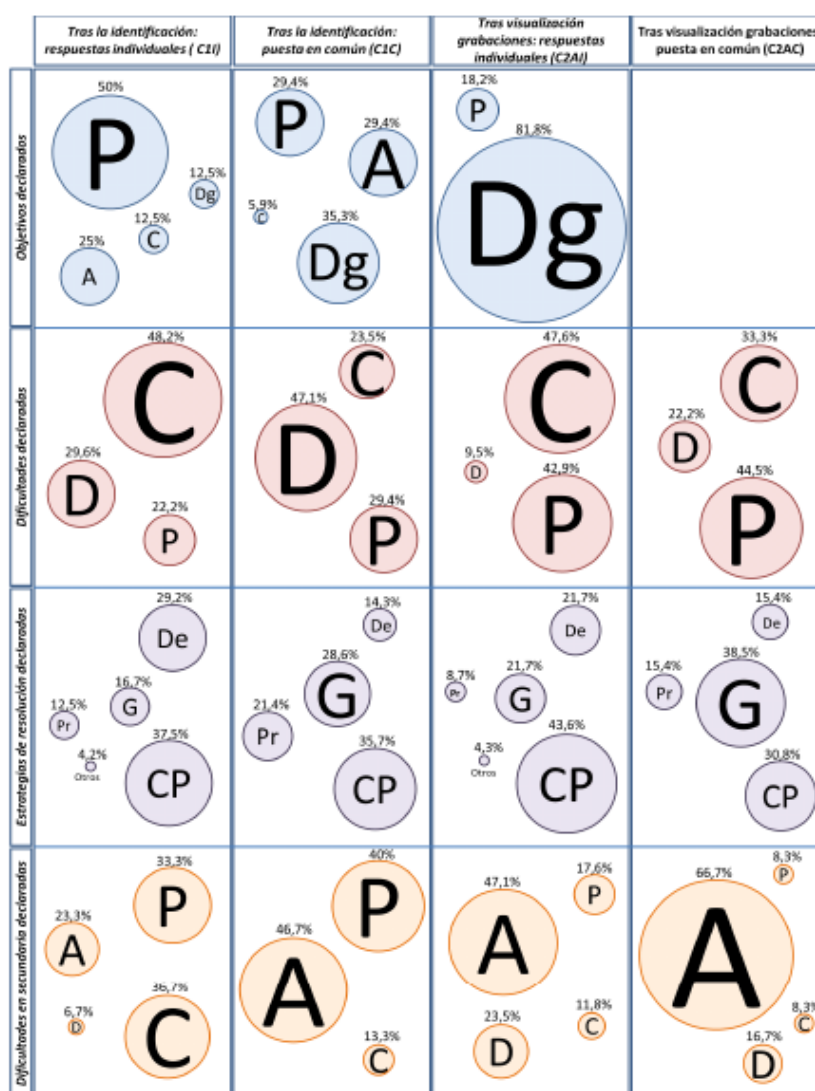 Tras la identificación:
respuestas individuales ( C1I)
Tras la identificación:
puesta en común (C1C)
Tras visualización
grabaciones: respuestas
individuales (C2AI)
Tras visualización grabaciones
puesta en común (C2AC)
Objetivos declarados
50%
P
12,5%
Dg
12,5%
C
25%
A
29,4%
P
29,4%
A
5,9%
C
35,3%
Dg
18,2%
P
81,8%
Dg
Dificultades declaradas
48,2%
C
29,6%
D
22,2%
P
23,5%
C
47,1%
D
29,4%
P
47,6%
C
9,5%
D
42,9%
P
33,3%
C
22,2%
D
44,5%
P
Estrategias de resolución declaradas
29,2%
De
16,7%
G
12,5%
Pr
4,2%
Otros
37,5%
CP
14,3%
De
28,6%
G
21,4%
Pr
35,7%
CP
21,7%
De
8,7%
Pr
21,7%
G
4,3%
Otros
43,6%
CP
15,4%
De
38,5%
G
15,4%
Pr
30,8%
CP
Dificultades en secundaria declaradas
33,3%
P
23,3%
A
6,7%
D
36,7%
C
40%
P
46,7%
A
13,3%
C
47,1%
A
17,6%
P
11,8%
C
23,5%
D
8,3%
P
66,7%
A
8,3%
C
16,7%
D